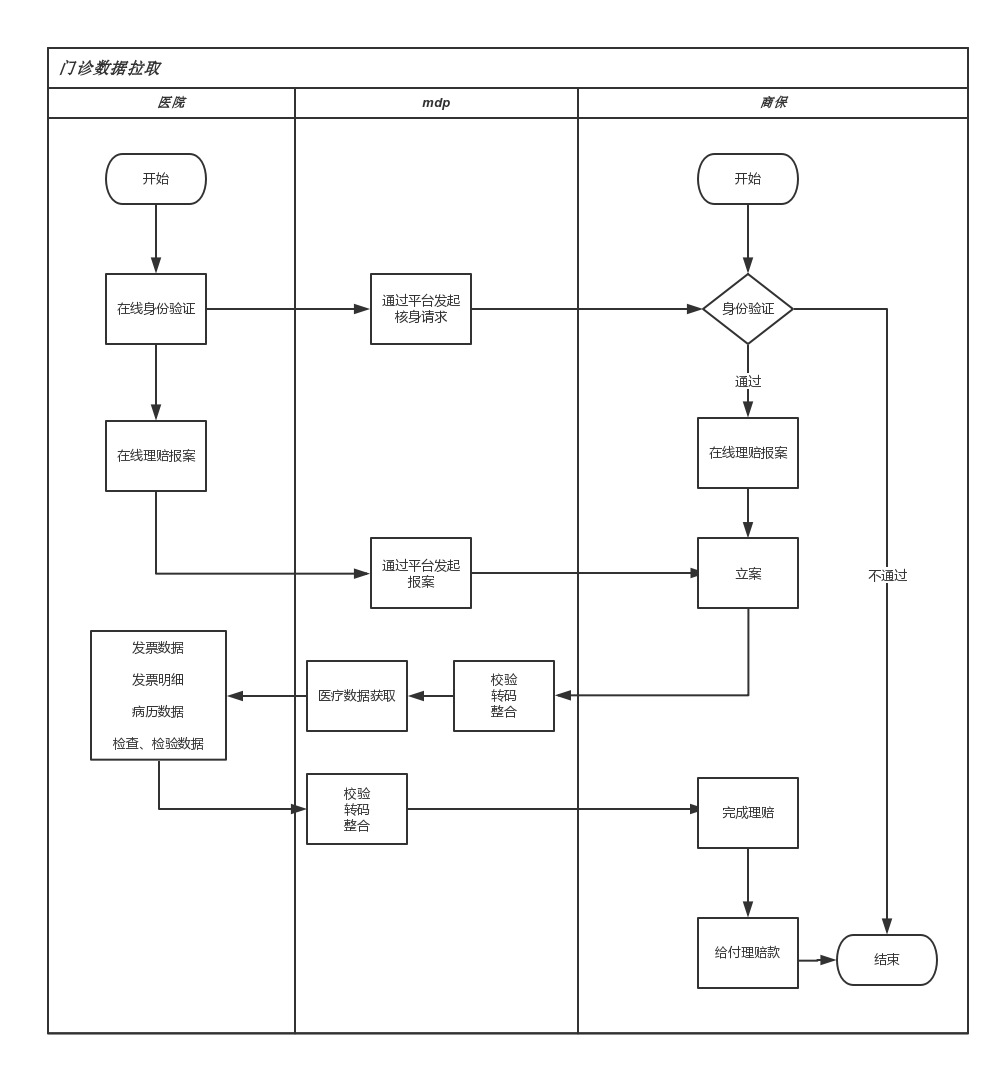 门诊数据拉取
医院
mdp
商保
开始
开始
在线身份验证
通过平台发起
核身请求
身份验证
通过
在线理赔报案
在线理赔报案
通过平台发起
报案
立案
不通过
发票数据
发票明细
病历数据
检查、检验数据
医疗数据获取
校验
转码
整合
校验
转码
整合
完成理赔
给付理赔款
结束